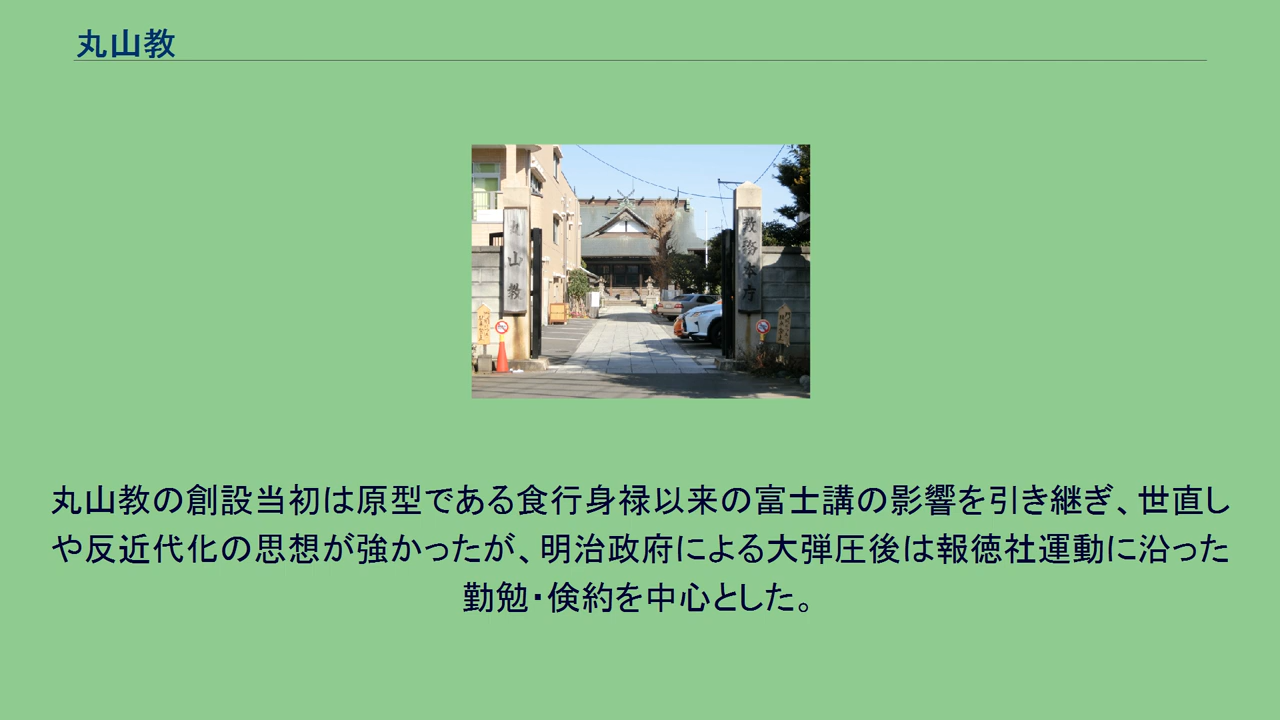 丸山教
丸山教
教務本庁
丸山教の創設当初は原型である食行身禄以来の富士講の影響を引き継ぎ、世直し
や反近代化の思想が強かったが、明治政府による大弾圧後は報徳社運動に沿った
勤勉・倹約を中心とした。